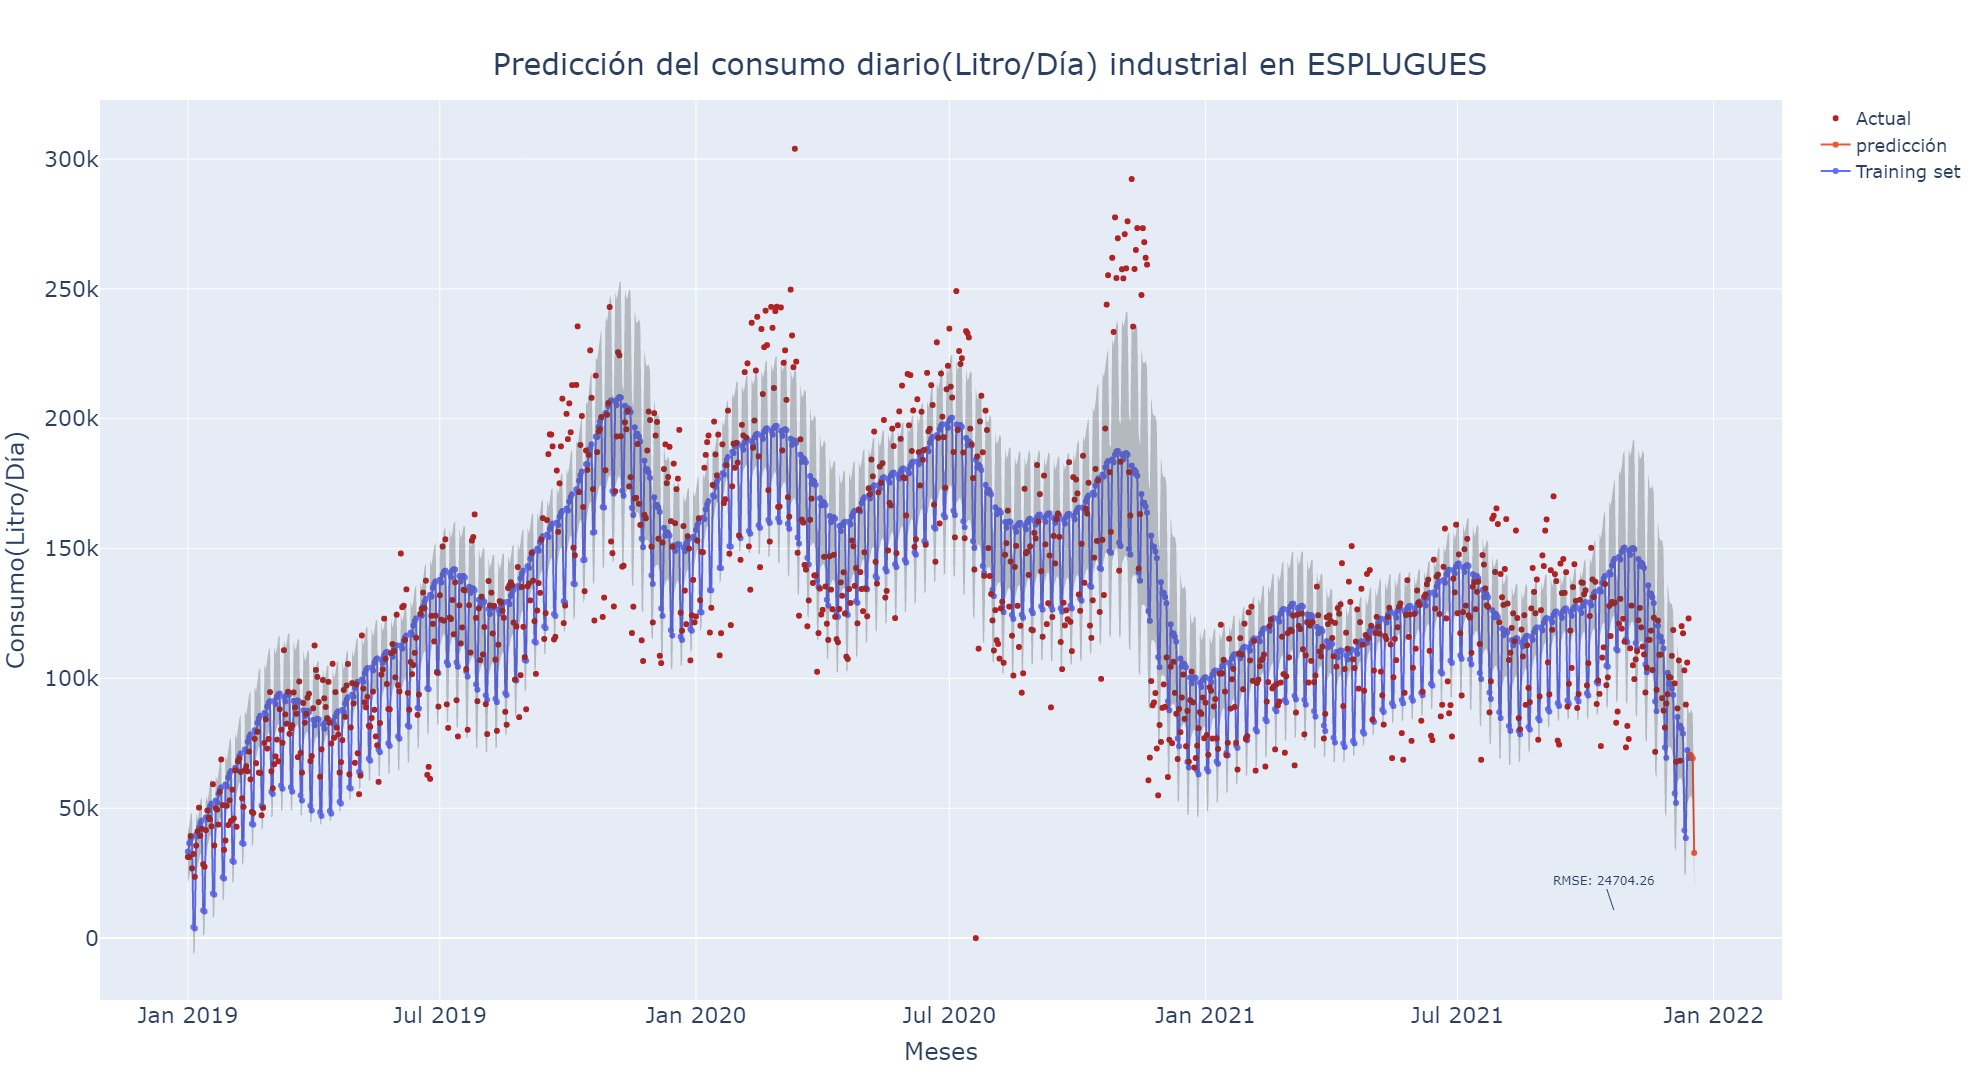 Predicción del consumo diario(Litro/Día) industrial en ESPLUGUES
Actual
predicción
Training set
Consumo(Litro/Día)
300k
250k
200k
150k
100k
50k
0
RMSE: 24704.26
Jan 2019
Jul 2019
Jan 2020
Jul 2020
Jan 2021
Jul 2021
Jan 2022
Meses